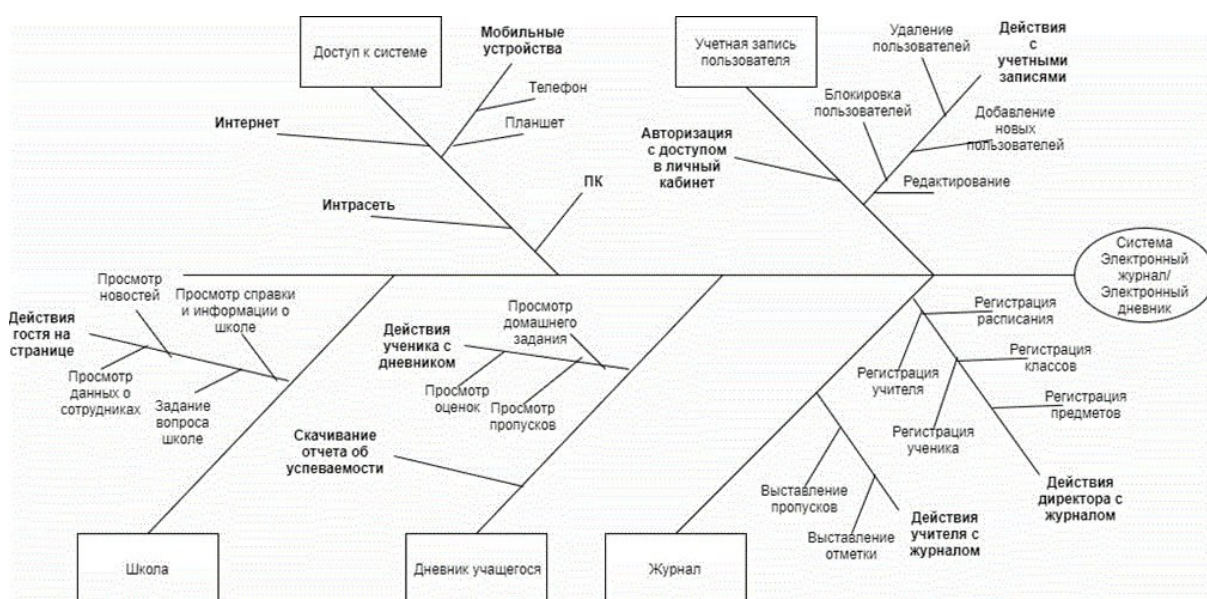 Доступ к системе
Мобильные
устройства
Телефон
Планшет
Интернет
Интрасеть
ПК
Учетная запись
пользователя
Удаление
пользователей
Действия
с
учетными
записями
Блокировка
пользователей
Добавление
новых
пользователей
Авторизация
с доступом
в личный
кабинет
Редактирование
Система
Электронный
журнал/
Электронный
дневник
Просмотр
новостей
Просмотр справки
и информации о
школе
Действия
гостя на
странице
Просмотр
данных о
сотрудниках
Задание
вопроса
школе
Действия
ученика с
дневником
Просмотр
домашнего
задания
Просмотр
оценок
Просмотр
пропусков
Скачивание
отчета об
успеваемости
Регистрация
расписания
Регистрация
учителя
Регистрация
классов
Регистрация
предметов
Регистрация
ученика
Действия
директора с
журналом
Выставление
пропусков
Выставление
отметки
Действия
учителя с
журналом
Школа
Дневник учащегося
Журнал